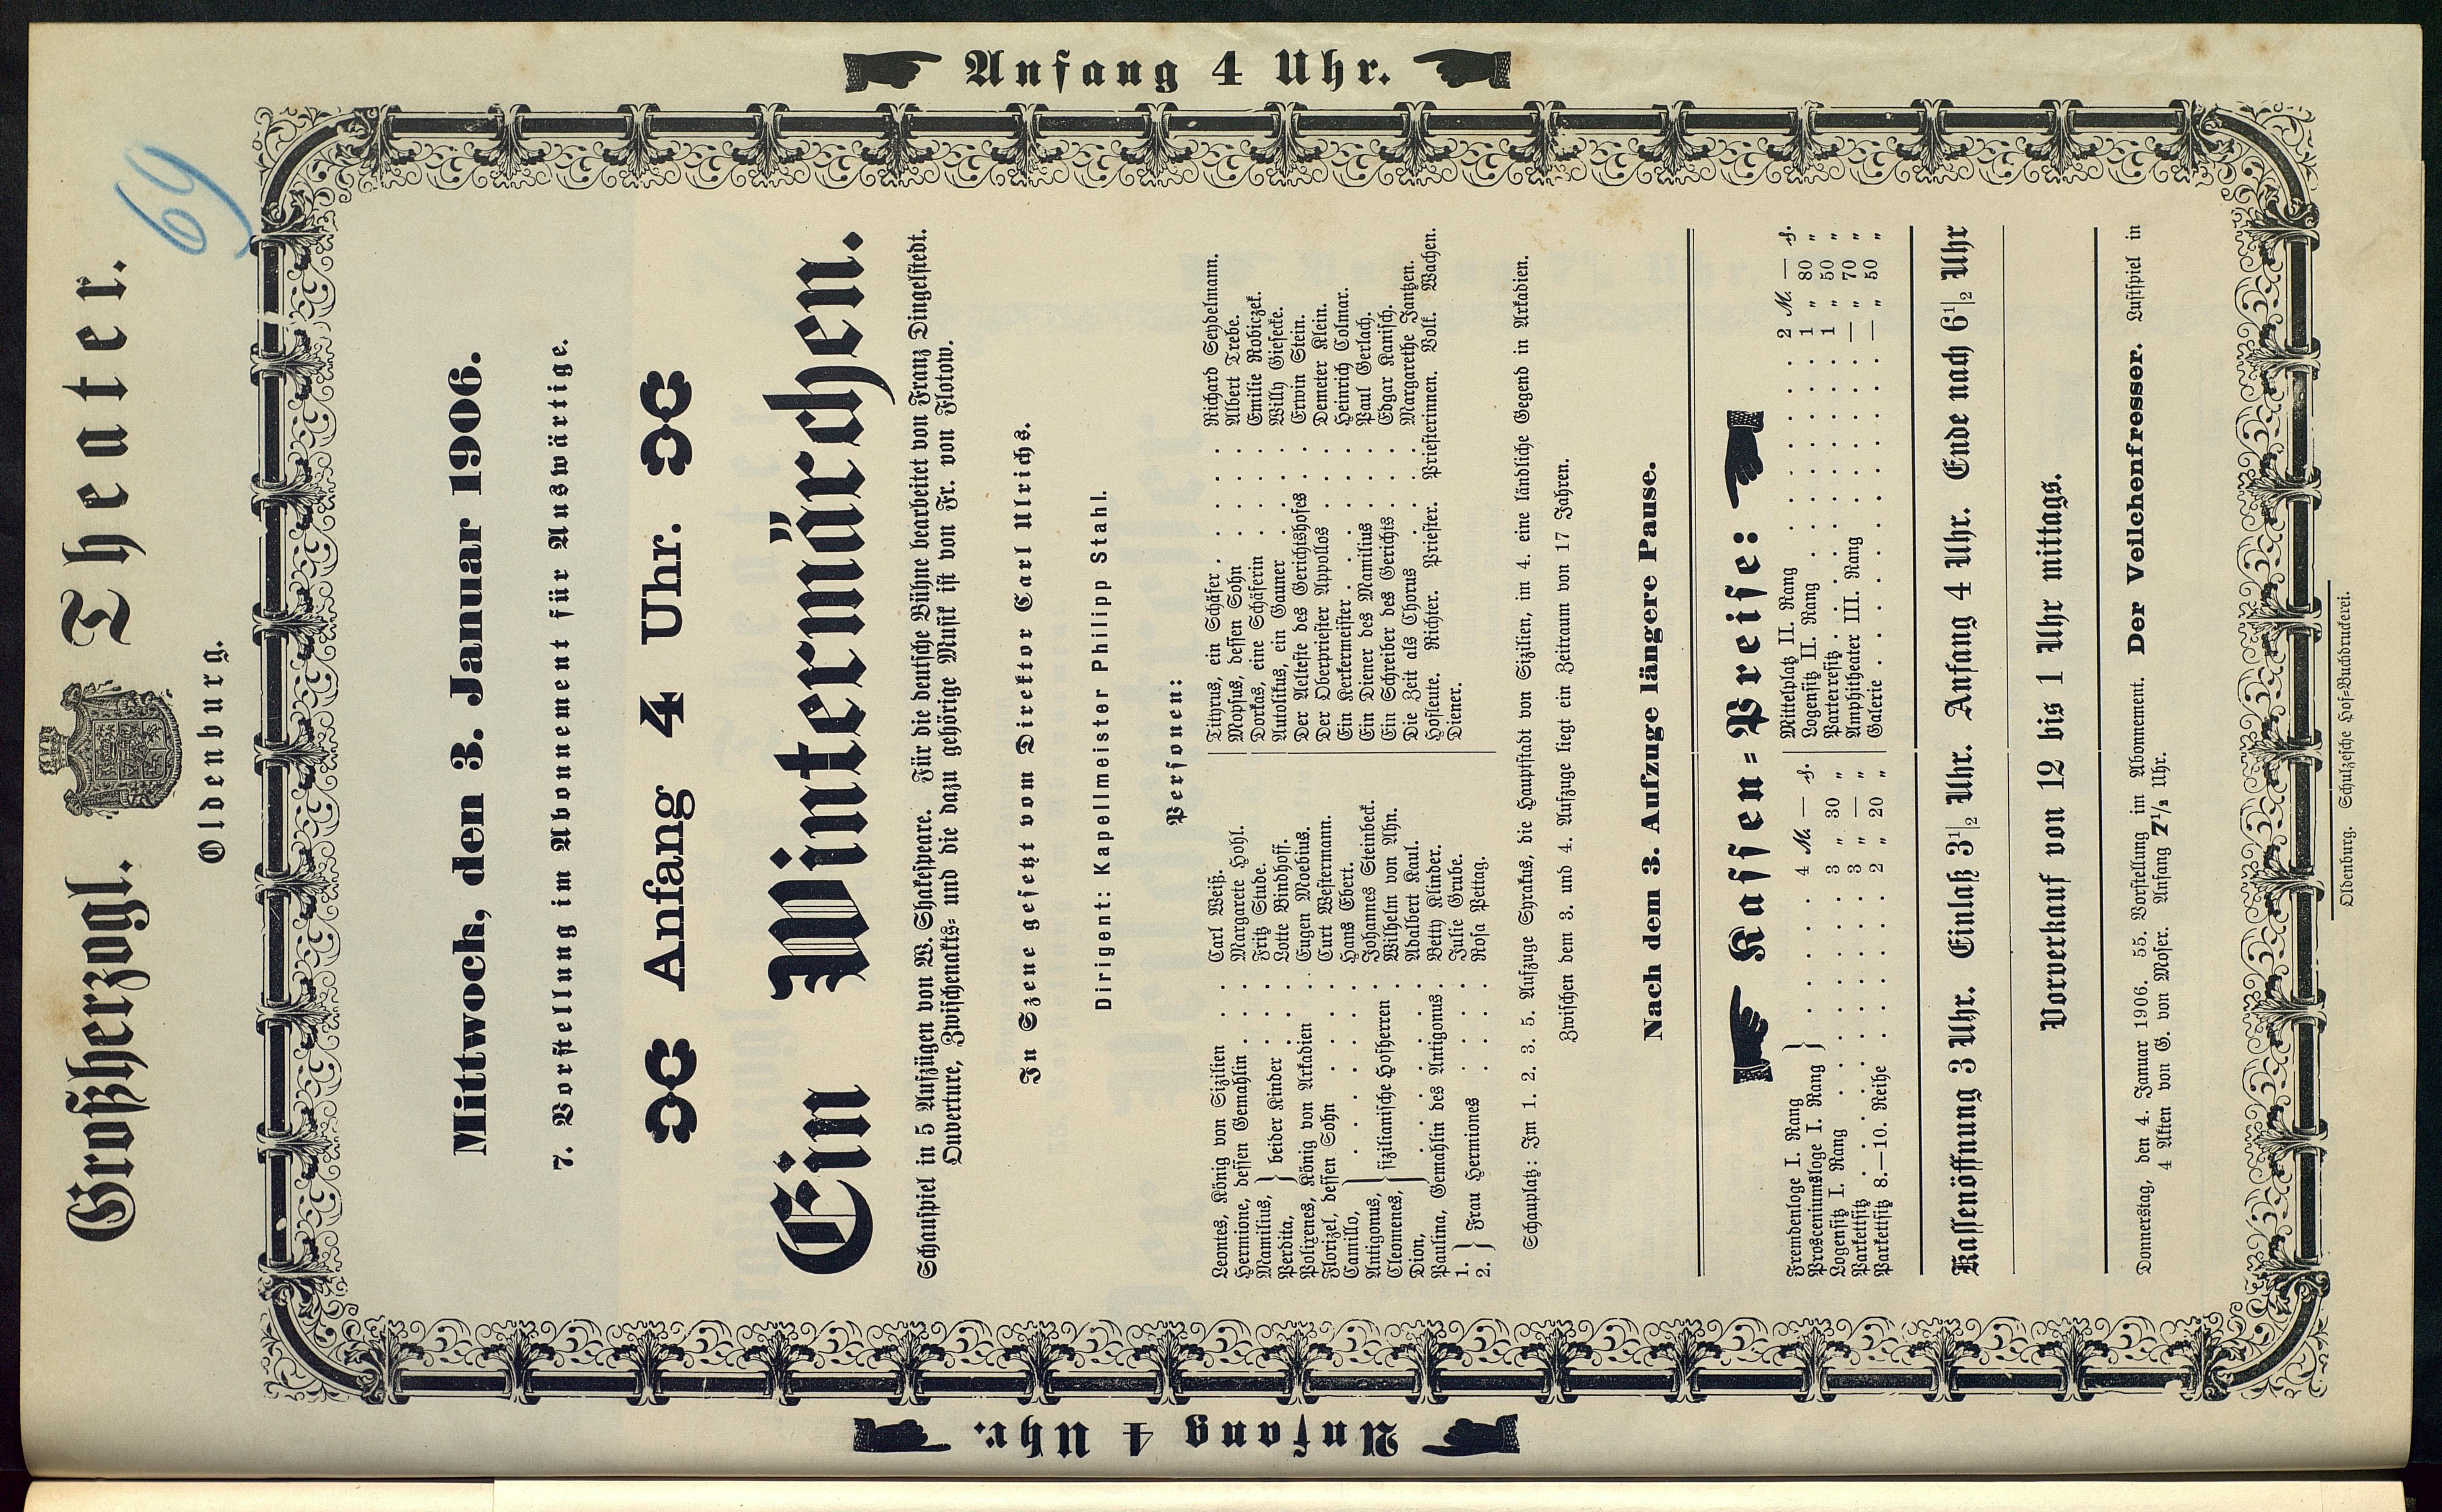 Großherzogl. Theater.
Oldenburg.
69
Anfang 4 Uhr.
Anfang 4 Uhr.
Mittwoch, den 3. Januar 1906.
7. Vorstellung im Abonnement für Auswärtige.
Anfang 4 Uhr.
Ein Wintermärchen.
Schauspiel in 5 Aufzügen von W. Shakespeare. Für die deutsche Bühne bearbeitet von Franz Dingelstedt.
Ouverture, Zwischenakts- und die dazu gehörige Musik ist von Fr. von Flotow.
In Szene gesetzt vom Direktor Carl Ulrichs.
Dirigent: Kapellmeister Philipp Stahl.
Personen:
Leontes, König von Sizilien . . . Carl Weiß.
Hermione, dessen Gemahlin . . . Margarete Hohl.
Mamilius, } beider Kinder . . . Fritz Stude.
Perdita, Lotte Bindhoff.
Polixenes, König von Arkadien . . Eugen Moebius.
Florizel, dessen Sohn . . . . . Curt Westermann.
Camillo, . . . . . . Hans Ebert.
Antigonus, } sizilianische Hofherren . Johannes Steinbeck.
Cleomenes, Wilhelm von Ahn.
Dion, . . . . . . Adalbert Kaul.
Paulina, Gemahlin des Antigonus . Betty Klinder.
1. } Frau Hermiones . . . . Julie Grube.
2. Rosa Pettag.
Tityrus, ein Schäfer . . . . . Richard Seydelmann.
Mopsus, dessen Sohn . . . . Albert Trebe.
Dorkas, eine Schäferin . . . . Emilie Robiczek.
Autolikus, ein Gauner . . . . Willy Giesecke.
Der Aelteste des Gerichtshofes . . Erwin Stein.
Der Oberpriester Appollos . . . Demeter Klein.
Ein Kerkermeister . . . . . Heinrich Colmar.
Ein Diener des Mamilius . . . Paul Gerlach.
Ein Schreiber des Gerichts . . . Edgar Kanisch.
Die Zeit als Chorus . . . . Margarethe Jantzen.
Hofleute. Richter. Priester. Priesterinnen. Volk. Wachen.
Diener.
Schauplatz: Im 1. 2. 3. 5. Aufzuge Syrakus, die Hauptstadt von Sizilien, im 4. eine ländliche Gegend in Arkadien.
Zwischen dem 3. und 4. Aufzuge liegt ein Zeitraum von 17 Jahren.
Nach dem 3. Aufzuge längere Pause.
Kassen-Preise:
Fremdenloge I. Rang } . . . . . 4 M. — ₰.
Prosceniumsloge I. Rang
Logensitz I. Rang . . . . . . 3 " 30 "
Parkettsitz . . . . . . . . 3 " — "
Parkettsitz 8.—10. Reihe . . . . . 2 " 20 "
Mittelplatz II. Rang . . . . . . 2 M. — ₰.
Logensitz II. Rang . . . . . . 1 " 80 "
Parterresitz . . . . . . . . 1 " 50 "
Amphitheater III. Rang . . . . . — " 70 "
Galerie . . . . . . . . . — " 50 "
Kassenöffnung 3 Uhr. Einlaß 3½ Uhr. Anfang 4 Uhr. Ende nach 6½ Uhr
Vorverkauf von 12 bis 1 Uhr mittags.
Donnerstag, den 4. Januar 1906. 55. Vorstellung im Abonnement. Der Veilchenfresser. Lustspiel in
4 Akten von G. von Moser. Anfang 7½ Uhr.
Oldenburg. Schulzesche Hof-Buchdruckerei.